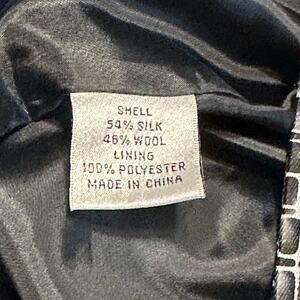 SHELL
54% SILK
46% WOOL
LINING
100% POLYESTER
MADE IN CHINA